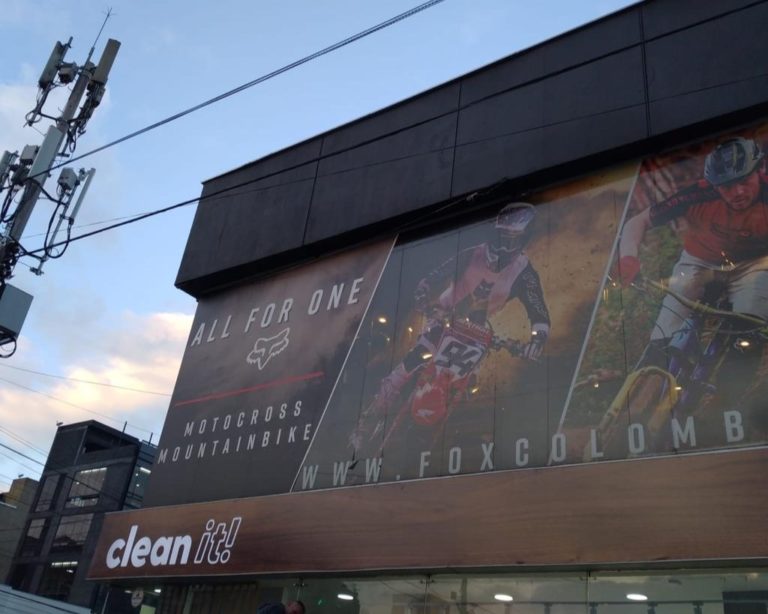 ALL FOR ONE
MOTOCROSS
MOUNTAINBIKE
WWW.FOXCOLOMB
clean it!